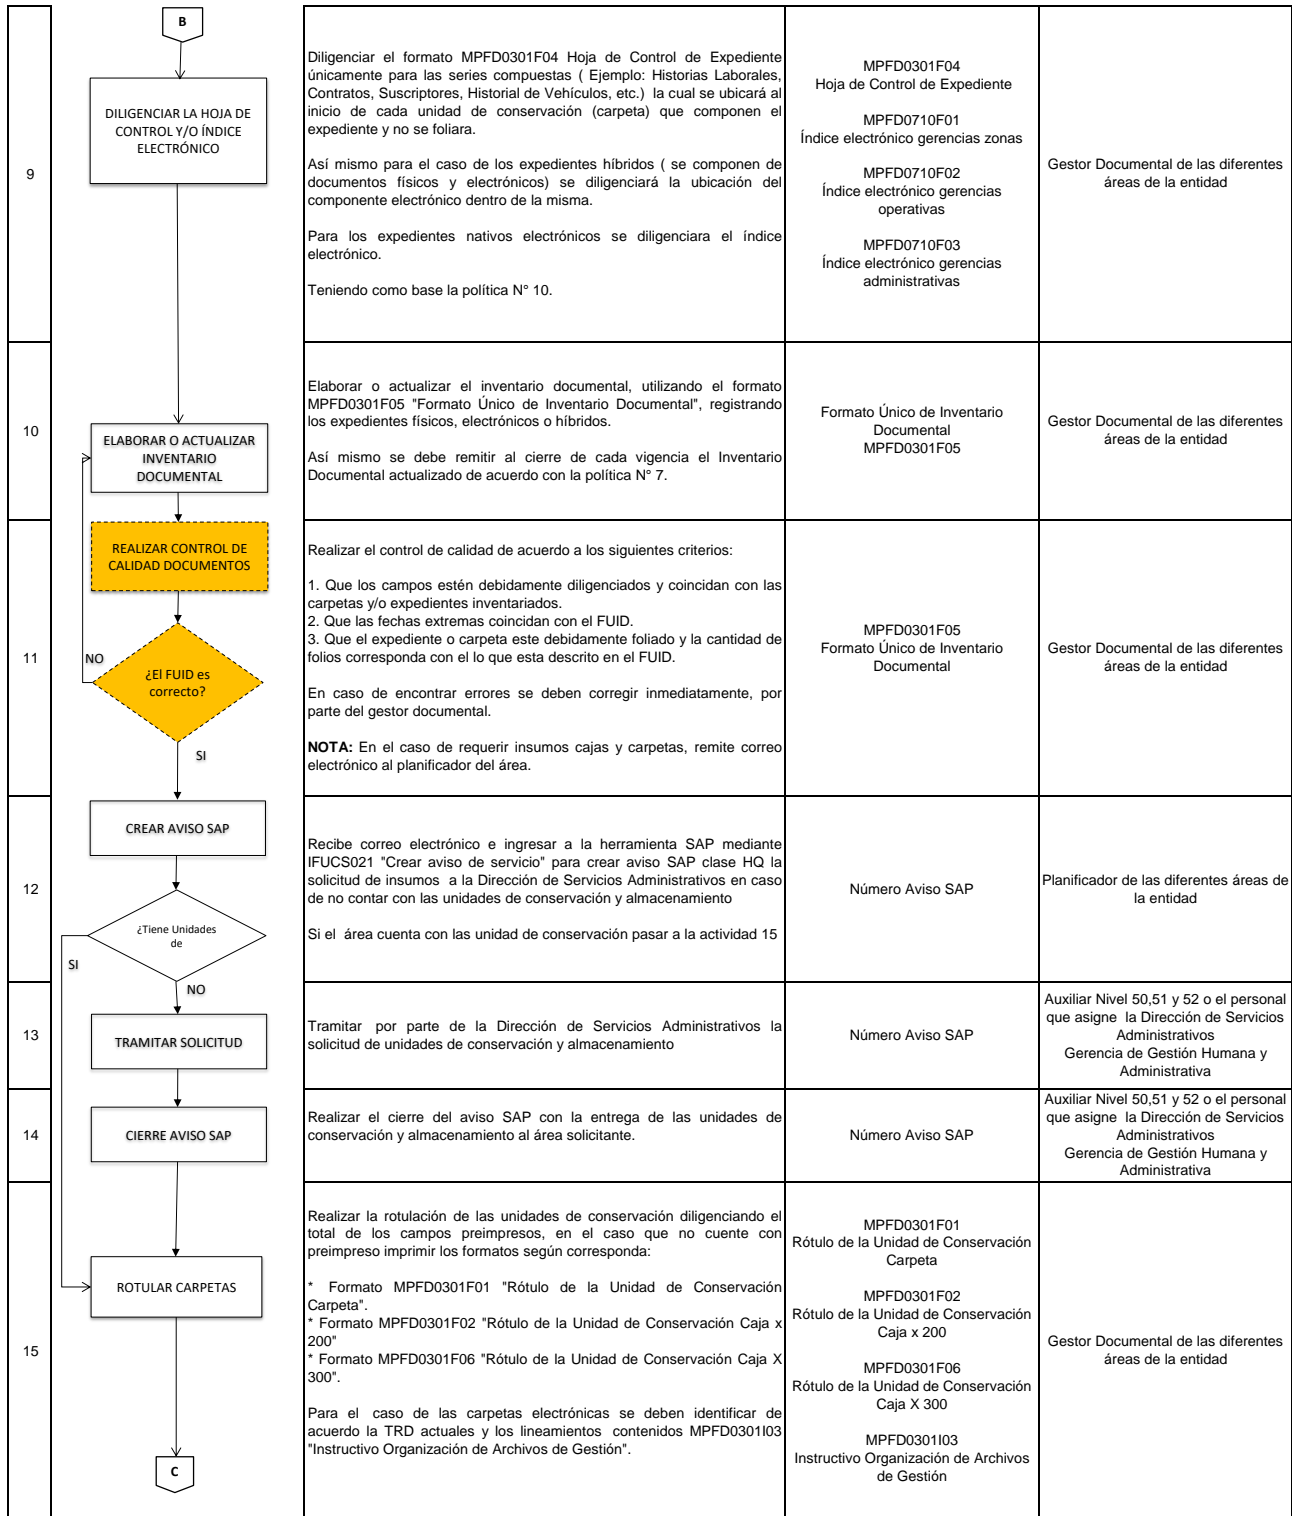 B
9
DILIGENCIAR LA HOJA DE
CONTROL Y/O ÍNDICE
ELECTRÓNICO
Diligenciar el formato MPFD0301F04 Hoja de Control de Expediente
únicamente para las series compuestas ( Ejemplo: Historias Laborales,
Contratos, Suscriptores, Historial de Vehículos, etc.) la cual se ubicará al
inicio de cada unidad de conservación (carpeta) que componen el
expediente y no se foliara.
Así mismo para el caso de los expedientes híbridos ( se componen de
documentos físicos y electrónicos) se diligenciará la ubicación del
componente electrónico dentro de la misma.
Para los expedientes nativos electrónicos se diligenciara el índice
electrónico.
Teniendo como base la política N° 10.
MPFD0301F04
Hoja de Control de Expediente
MPFD0710F01
Índice electrónico gerencias zonas
MPFD0710F02
Índice electrónico gerencias
operativas
MPFD0710F03
Índice electrónico gerencias
administrativas
Gestor Documental de las diferentes
áreas de la entidad
10
ELABORAR O ACTUALIZAR
INVENTARIO
DOCUMENTAL
Elaborar o actualizar el inventario documental, utilizando el formato
MPFD0301F05 "Formato Único de Inventario Documental", registrando
los expedientes físicos, electrónicos o híbridos.
Así mismo se debe remitir al cierre de cada vigencia el Inventario
Documental actualizado de acuerdo con la política N° 7.
Formato Único de Inventario
Documental
MPFD0301F05
Gestor Documental de las diferentes
áreas de la entidad
11
REALIZAR CONTROL DE
CALIDAD DOCUMENTOS
NO
¿El FUID es
correcto?
SI
Realizar el control de calidad de acuerdo a los siguientes criterios:
1. Que los campos estén debidamente diligenciados y coincidan con las
carpetas y/o expedientes inventariados.
2. Que las fechas extremas coincidan con el FUID.
3. Que el expediente o carpeta este debidamente foliado y la cantidad de
folios corresponda con el lo que esta descrito en el FUID.
En caso de encontrar errores se deben corregir inmediatamente, por
parte del gestor documental.
NOTA: En el caso de requerir insumos cajas y carpetas, remite correo
electrónico al planificador del área.
MPFD0301F05
Formato Único de Inventario
Documental
Gestor Documental de las diferentes
áreas de la entidad
12
CREAR AVISO SAP
¿Tiene Unidades
de
SI
NO
Recibe correo electrónico e ingresar a la herramienta SAP mediante
IFUCS021 "Crear aviso de servicio" para crear aviso SAP clase HQ la
solicitud de insumos a la Dirección de Servicios Administrativos en caso
de no contar con las unidades de conservación y almacenamiento
Si el área cuenta con las unidad de conservación pasar a la actividad 15
Número Aviso SAP
Planificador de las diferentes áreas de
la entidad
13
TRAMITAR SOLICITUD
Tramitar por parte de la Dirección de Servicios Administrativos la
solicitud de unidades de conservación y almacenamiento
Número Aviso SAP
Auxiliar Nivel 50,51 y 52 o el personal
que asigne la Dirección de Servicios
Administrativos
Gerencia de Gestión Humana y
Administrativa
14
CIERRE AVISO SAP
Realizar el cierre del aviso SAP con la entrega de las unidades de
conservación y almacenamiento al área solicitante.
Número Aviso SAP
Auxiliar Nivel 50,51 y 52 o el personal
que asigne la Dirección de Servicios
Administrativos
Gerencia de Gestión Humana y
Administrativa
15
ROTULAR CARPETAS
C
Realizar la rotulación de las unidades de conservación diligenciando el
total de los campos preimpresos, en el caso que no cuente con
preimpreso imprimir los formatos según corresponda:
* Formato MPFD0301F01 "Rótulo de la Unidad de Conservación
Carpeta".
* Formato MPFD0301F02 "Rótulo de la Unidad de Conservación Caja x
200"
* Formato MPFD0301F06 "Rótulo de la Unidad de Conservación Caja X
300".
Para el caso de las carpetas electrónicas se deben identificar de
acuerdo la TRD actuales y los lineamientos contenidos MPFD0301I03
"Instructivo Organización de Archivos de Gestión".
MPFD0301F01
Rótulo de la Unidad de Conservación
Carpeta
MPFD0301F02
Rótulo de la Unidad de Conservación
Caja x 200
MPFD0301F06
Rótulo de la Unidad de Conservación
Caja X 300
MPFD0301I03
Instructivo Organización de Archivos
de Gestión
Gestor Documental de las diferentes
áreas de la entidad